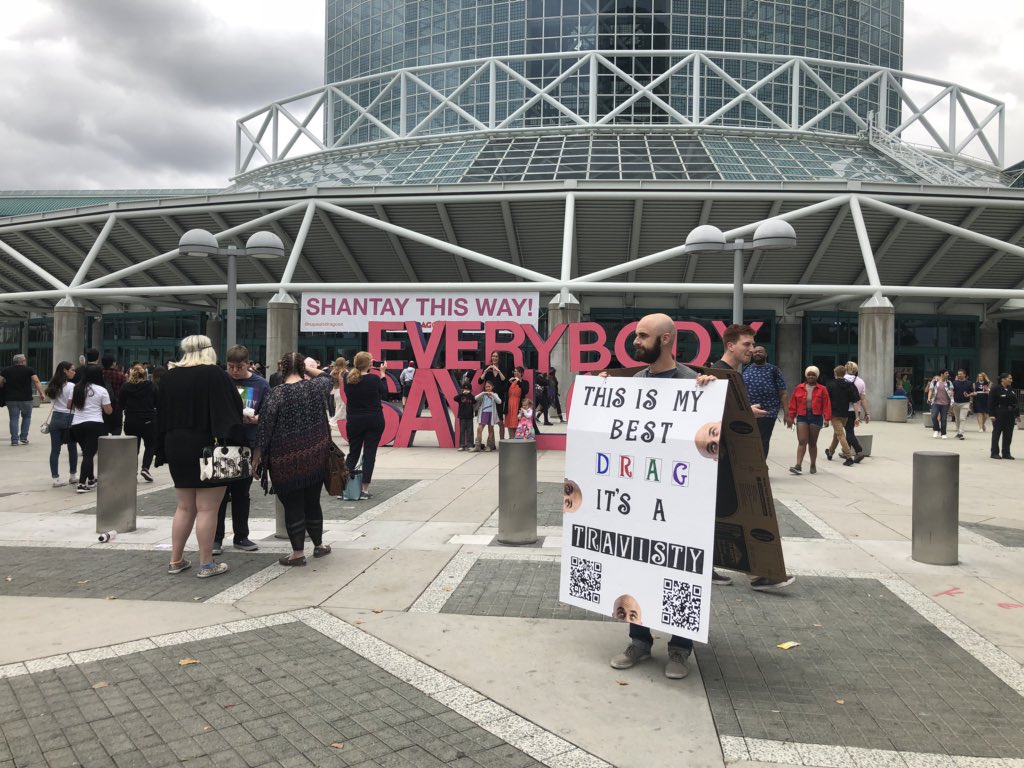 SHANTAY THIS WAY!
EVERYBODY
SAY
THIS IS MY
BEST
DRAG
IT'S A
TRAVISTY